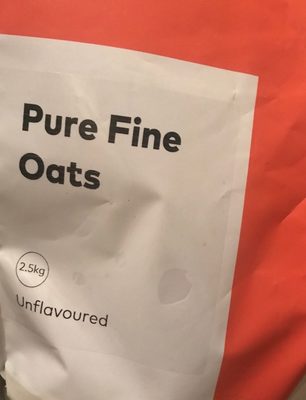 Pure Fine
Oats
2.5kg
Unflavoured